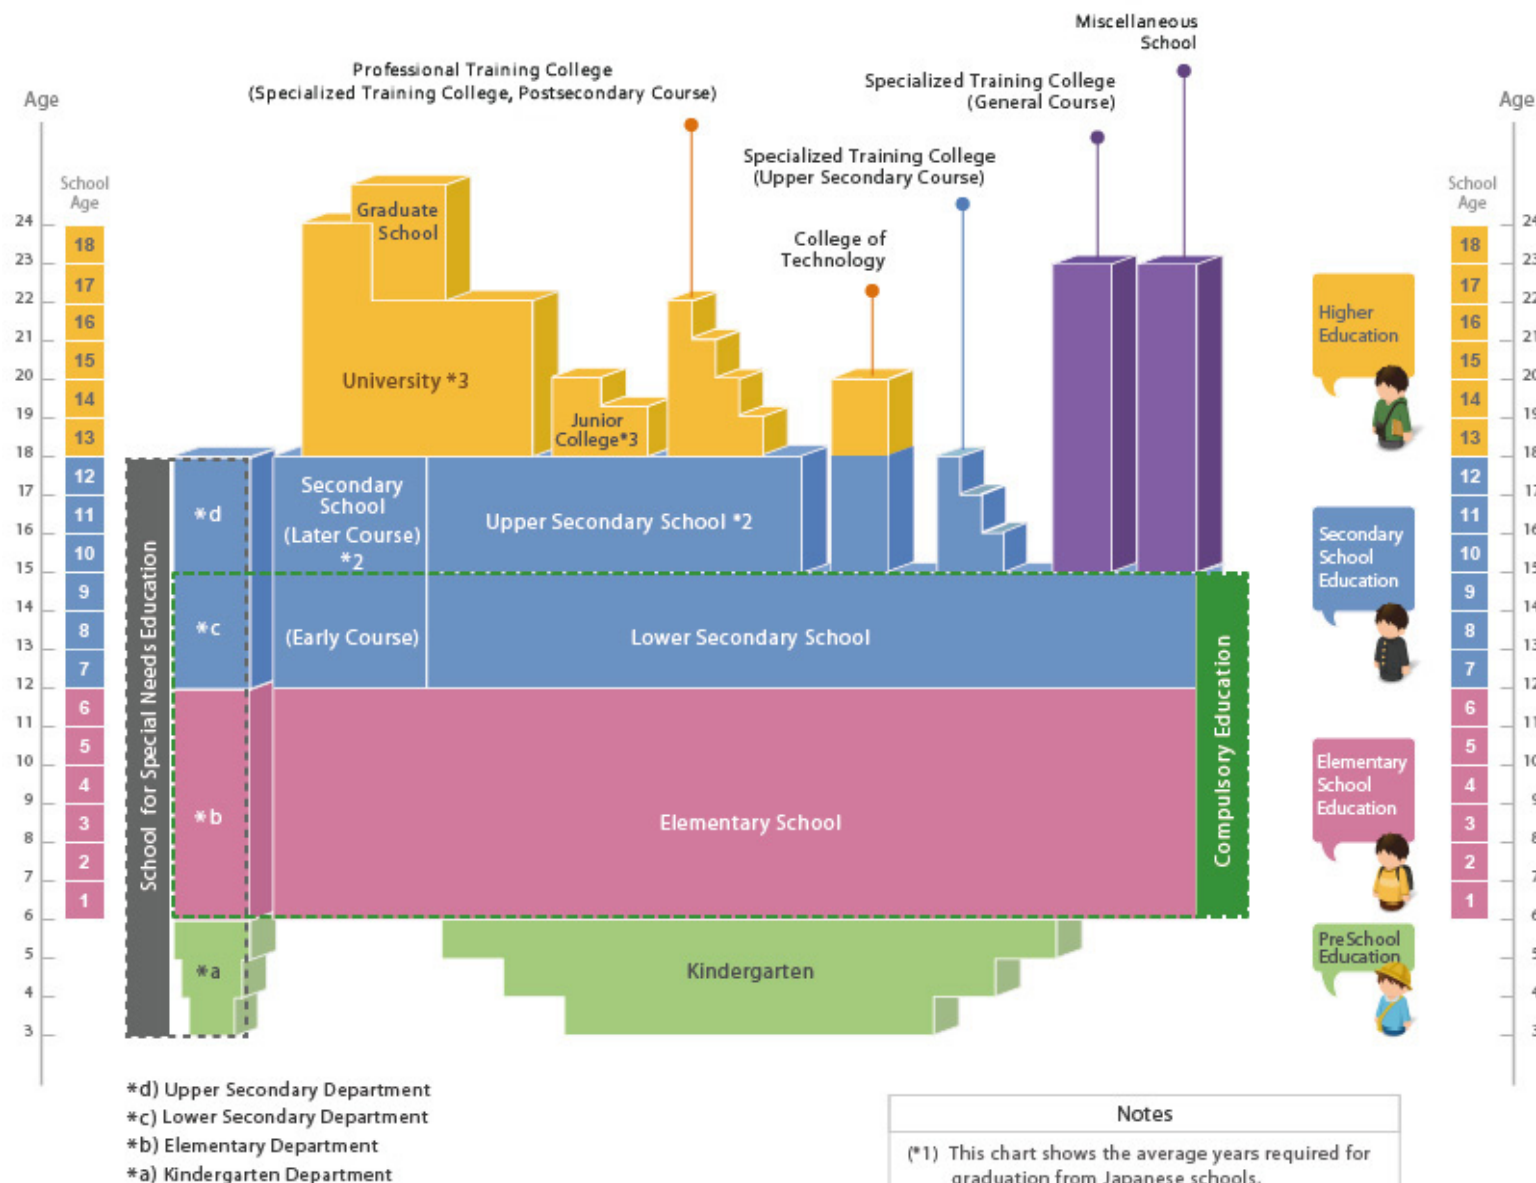 Miscellaneous
School
Professional Training College
(Specialized Training College, Postsecondary Course)
Specialized Training College
(General Course)
Age
Age
Specialized Training College
(Upper Secondary Course)
School
Age
School
Age
Graduate
School
College of
Technology
24
23
22
21
20
19
18
17
16
15
14
13
12
11
10
9
8
7
6
5
4
3
18
17
16
15
14
13
12
11
10
9
8
7
6
5
4
3
2
1
University *3
Junior
College*3
School for Special Needs Education
*d
*c
*b
*a
Secondary
School
(Later Course)
*2
(Early Course)
Upper Secondary School *2
Lower Secondary School
Elementary School
Kindergarten
Compulsory Education
Higher
Education
Secondary
School
Education
Elementary
School
Education
PreSchool
Education
18
17
16
15
14
13
12
11
10
9
8
7
6
5
4
3
2
1
24
23
22
21
20
19
18
17
16
15
14
13
12
11
10
9
8
7
6
5
4
3
*d) Upper Secondary Department
*c) Lower Secondary Department
*b) Elementary Department
*a) Kindergarten Department
Notes
(*1) This chart shows the average years required for
graduation from Japanese schools.